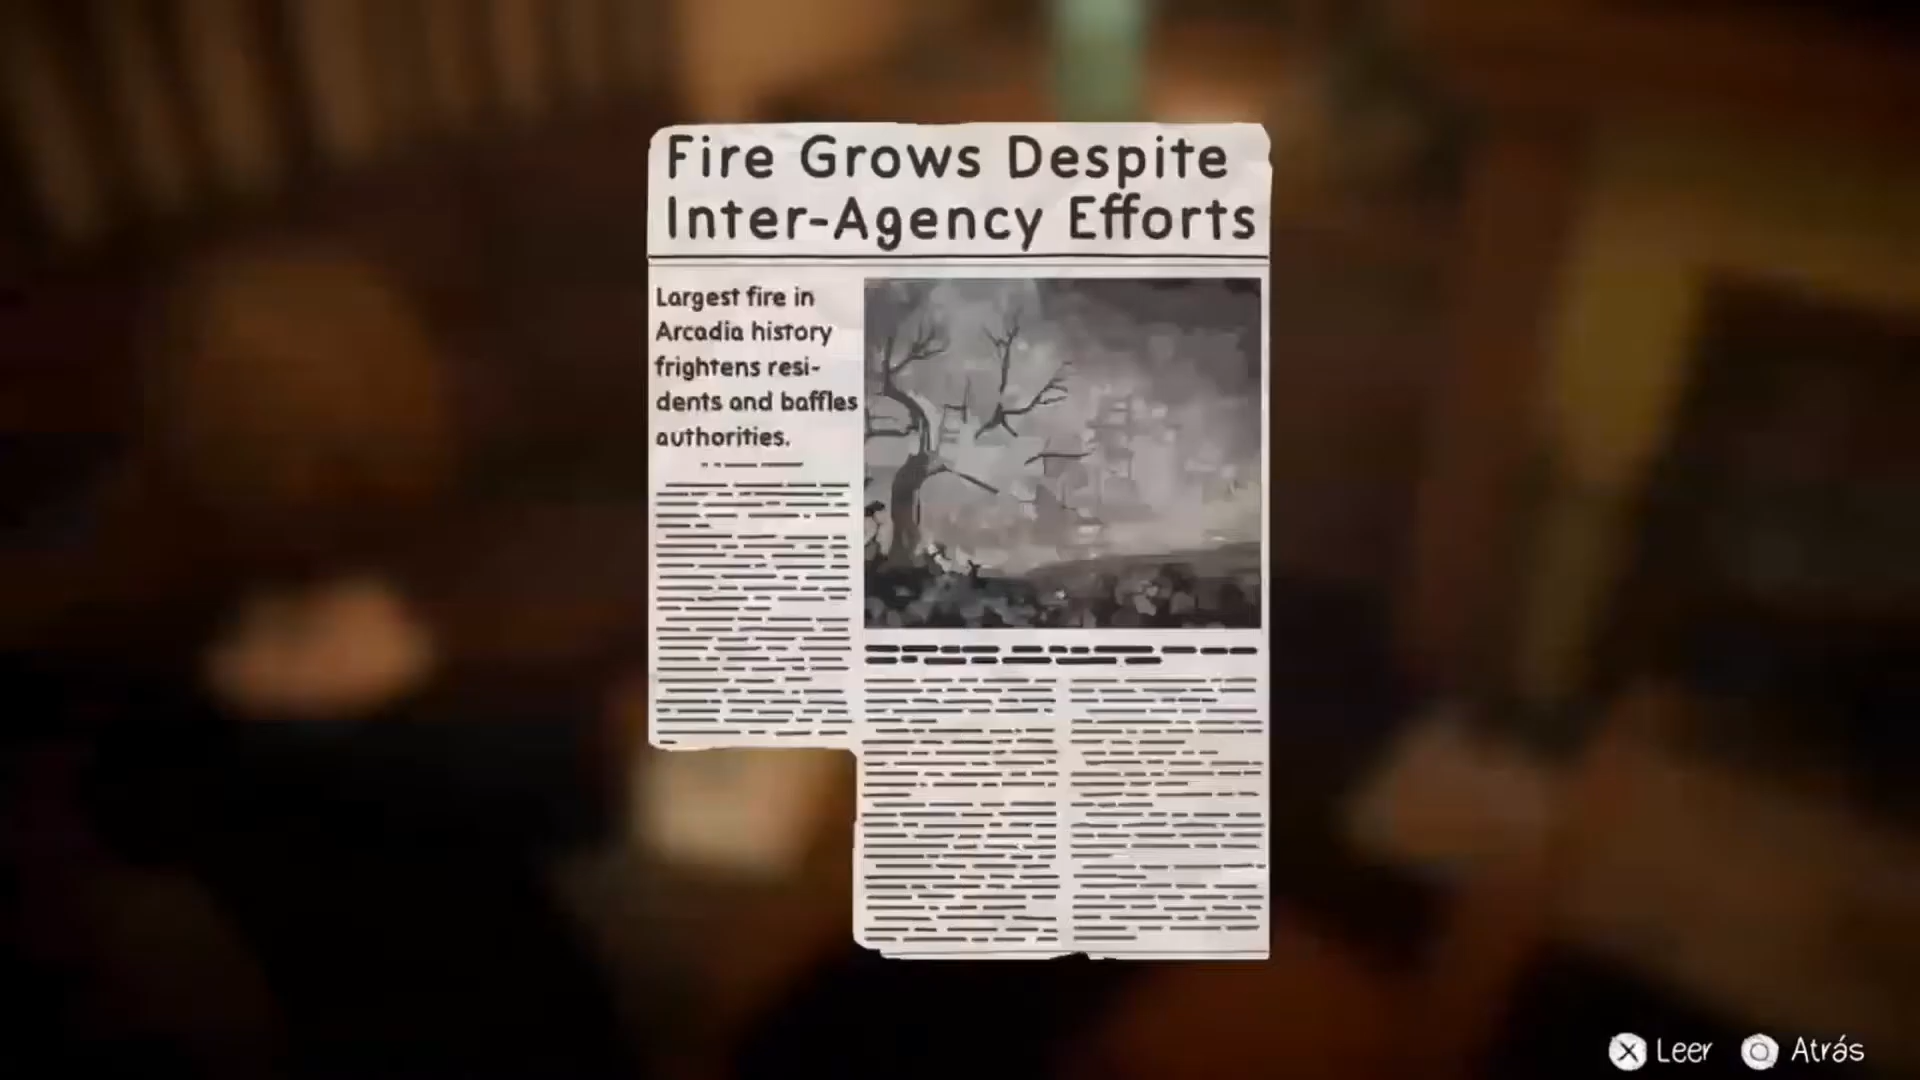 Fire Grows Despite
Inter-Agency Efforts
Largest fire in
Arcadia history
frightens resi-
dents and baffles
authorities.
Leer
Atrás